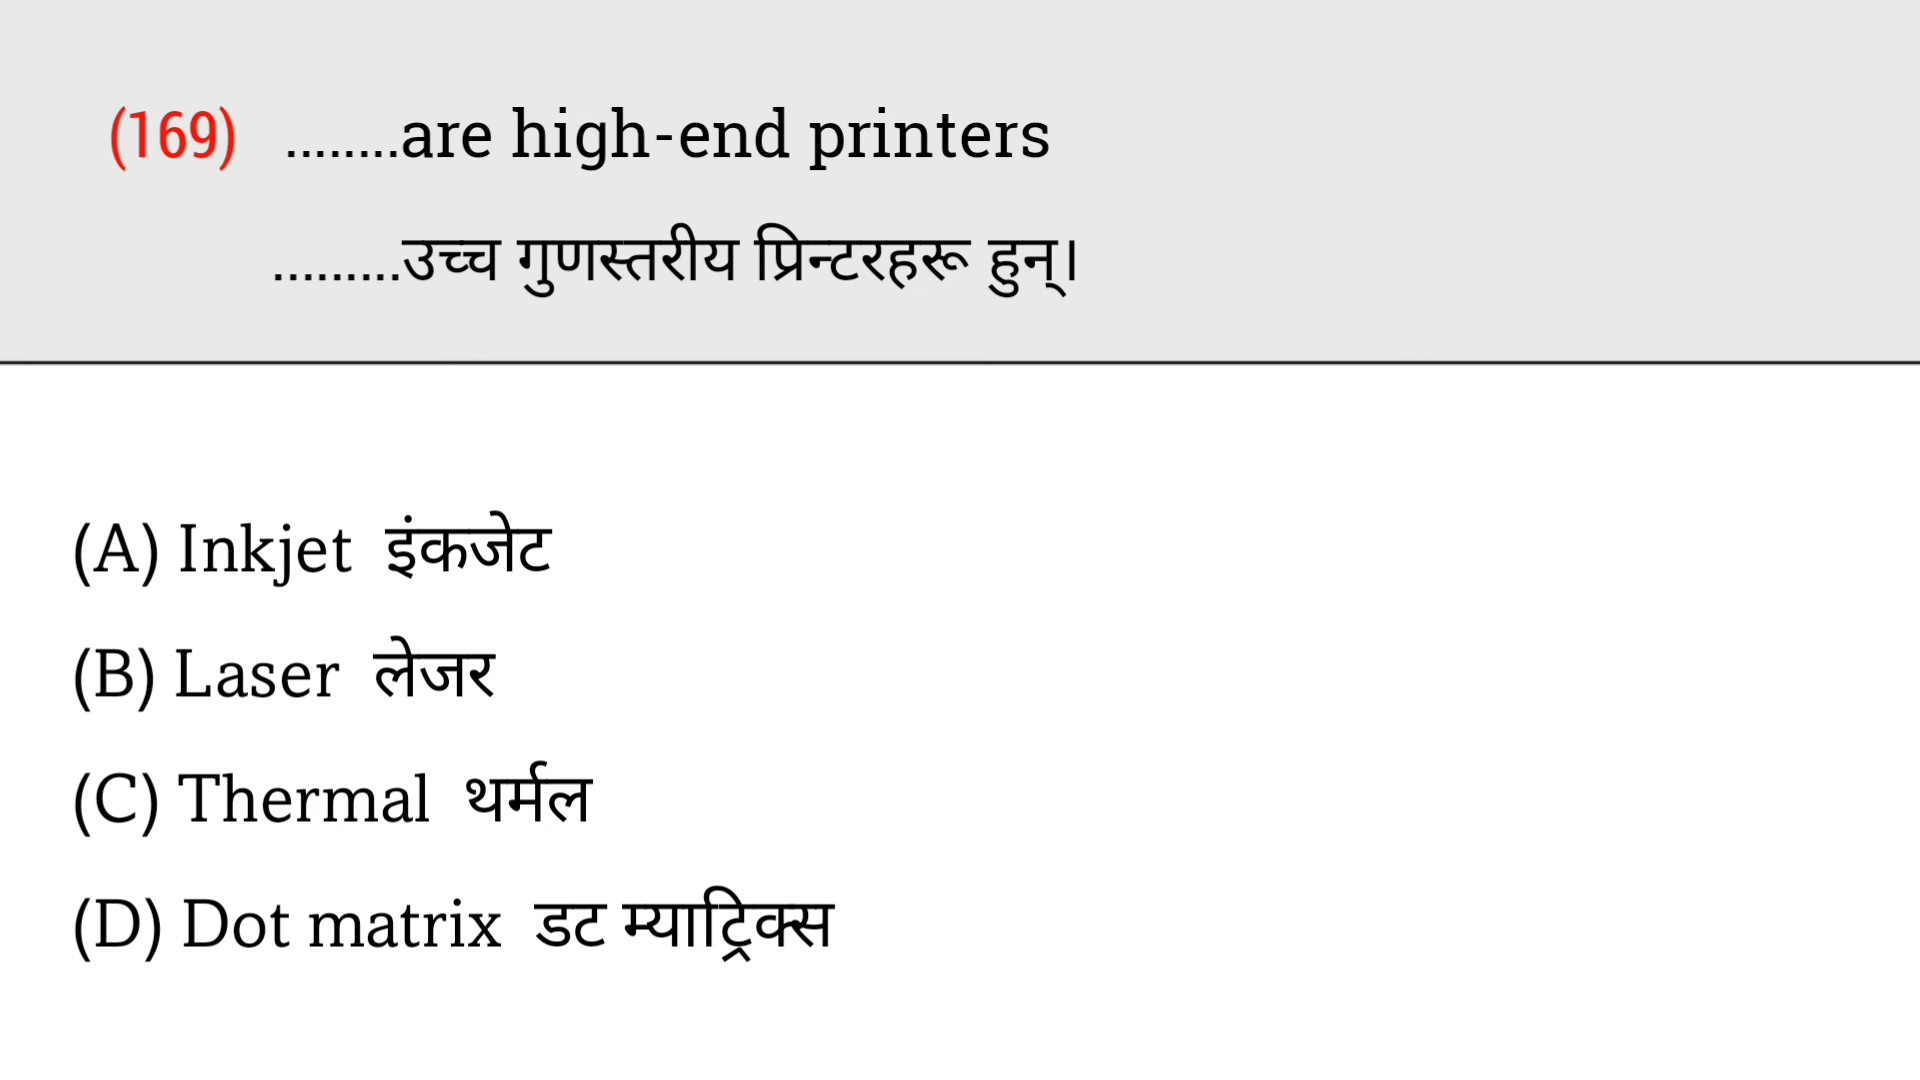 (169) ........are high-end printers
.........उच्च गुणस्तरीय प्रिन्टरहरू हुन्।
(A) Inkjet इंकजेट
(B) Laser लेजर
(C) Thermal थर्मल
(D) Dot matrix डट म्याट्रिक्स